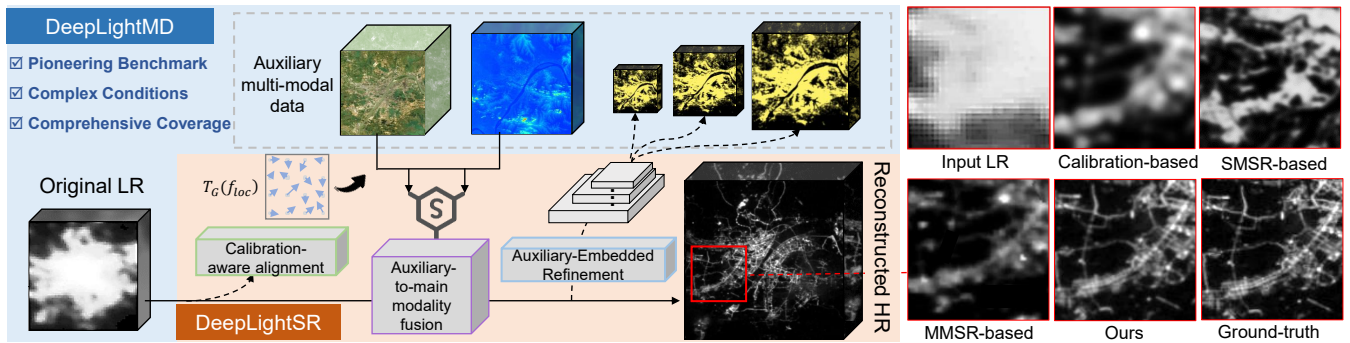 DeepLightMD
☑ Pioneering Benchmark
☑ Complex Conditions
☑ Comprehensive Coverage
Auxiliary
multi-modal
data
Original LR
T_G(f_loc)
S
Calibration-
aware alignment
Auxiliary-
to-main
modality
fusion
Auxiliary-Embedded
Refinement
DeepLightSR
Reconstructed HR
Input LR
Calibration-based
SMSR-based
MMSR-based
Ours
Ground-truth